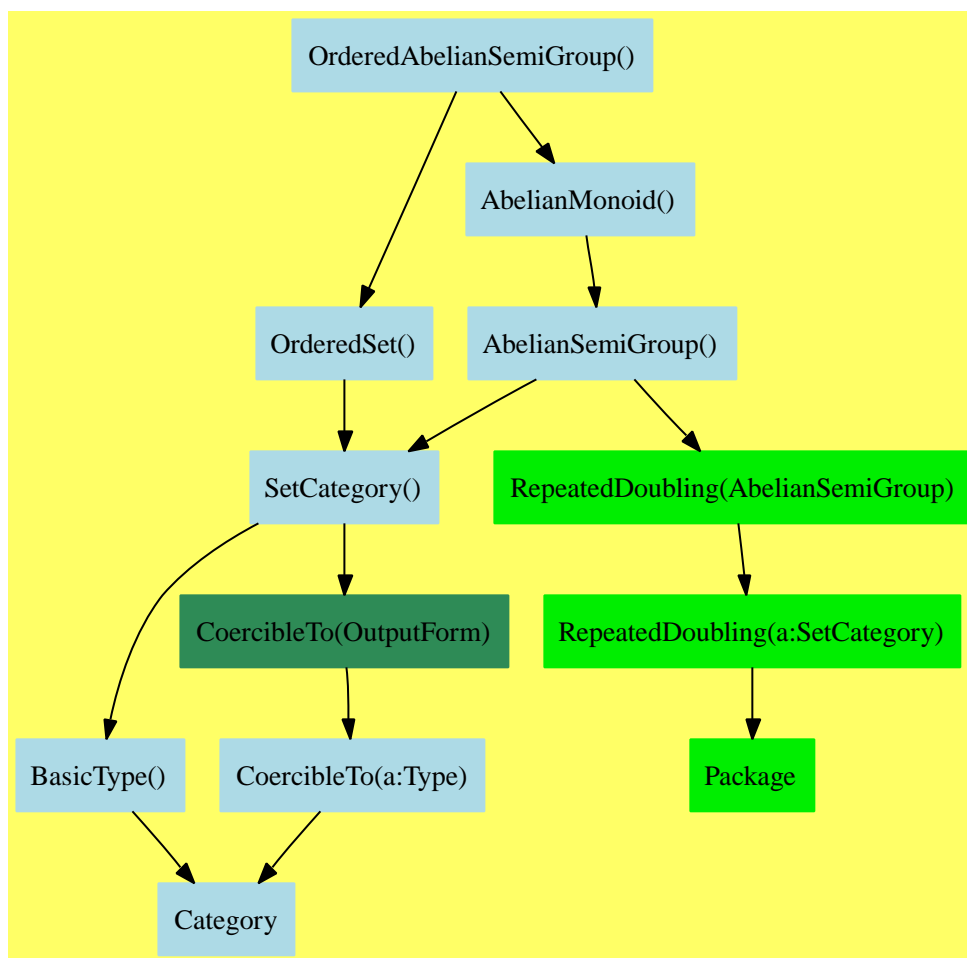 OrderedAbelianSemiGroup()
AbelianMonoid()
OrderedSet()
AbelianSemiGroup()
SetCategory()
RepeatedDoubling(AbelianSemiGroup)
CoercibleTo(OutputForm)
RepeatedDoubling(a:SetCategory)
BasicType()
CoercibleTo(a:Type)
Package
Category